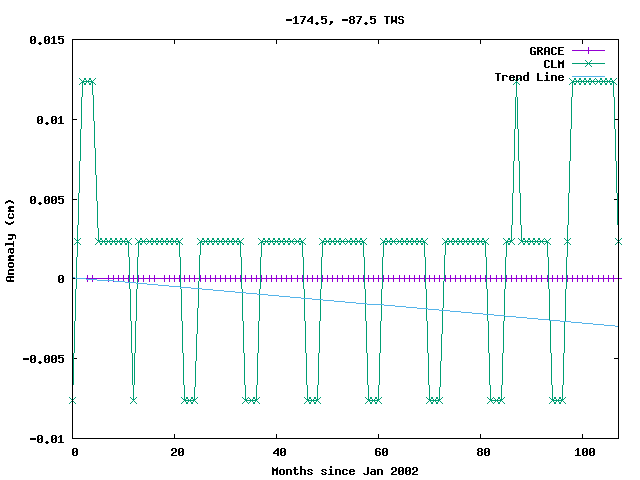 -174.5, -87.5 TWS
0.015
0.01
0.005
0
-0.005
-0.01
Anomaly (cm)
GRACE
CLM
Trend Line
0 20 40 60 80 100
Months since Jan 2002